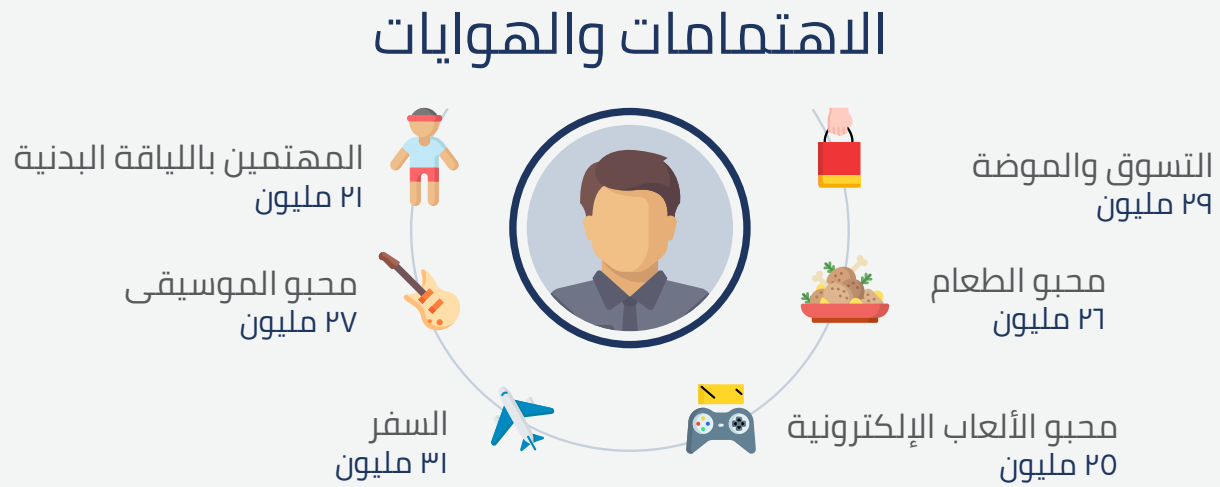 الاهتمامات والهوايات
التسوق والموضة
٢٩ مليون
محبو الطعام
٢٦ مليون
محبو الألعاب الإلكترونية
٢٥ مليون
المهتمين باللياقة البدنية
٢١ مليون
محبو الموسيقى
٢٧ مليون
السفر
٣١ مليون